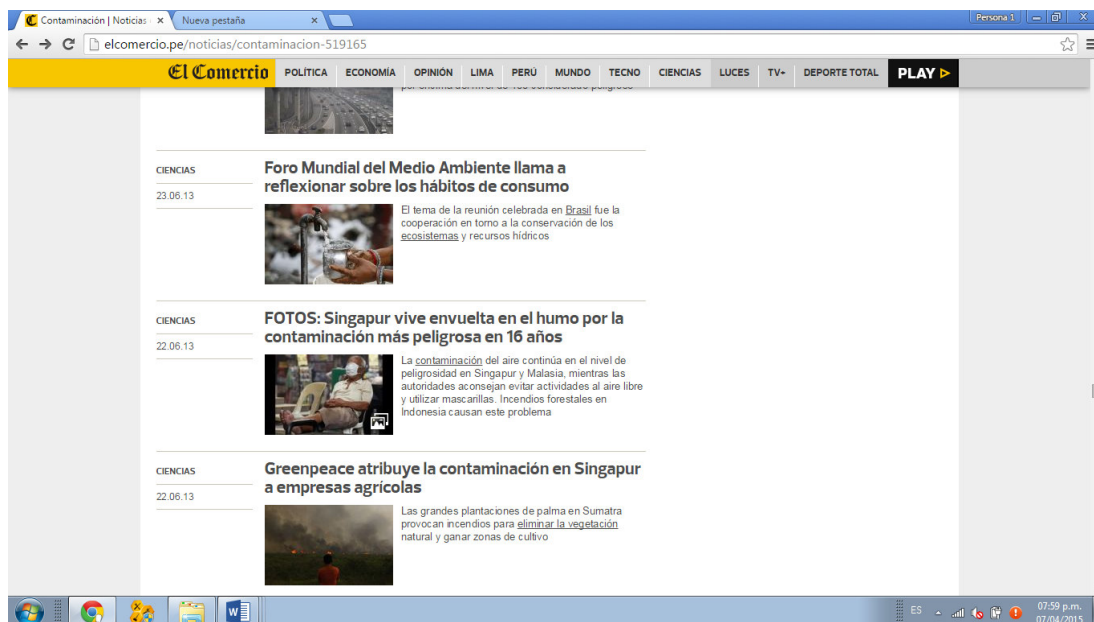 Contaminación | Noticias
Nueva pestaña
Persona 1
elcomercio.pe/noticias/contaminacion-519165
El Comercio POLÍTICA ECONOMÍA OPINIÓN LIMA PERÚ MUNDO TECNO CIENCIAS LUCES TV+ DEPORTE TOTAL PLAY
CIENCIAS
23.06.13
Foro Mundial del Medio Ambiente llama a
reflexionar sobre los hábitos de consumo
El tema de la reunión celebrada en Brasil fue la
cooperación en torno a la conservación de los
ecosistemas y recursos hídricos
CIENCIAS
22.06.13
FOTOS: Singapur vive envuelta en el humo por la
contaminación más peligrosa en 16 años
La contaminación del aire continúa en el nivel de
peligrosidad en Singapur y Malasia, mientras las
autoridades aconsejan evitar actividades al aire libre
y utilizar mascarillas. Incendios forestales en
Indonesia causan este problema
CIENCIAS
22.06.13
Greenpeace atribuye la contaminación en Singapur
a empresas agrícolas
Las grandes plantaciones de palma en Sumatra
provocan incendios para eliminar la vegetación
natural y ganar zonas de cultivo
ES
07:59 p.m.
07/04/2015